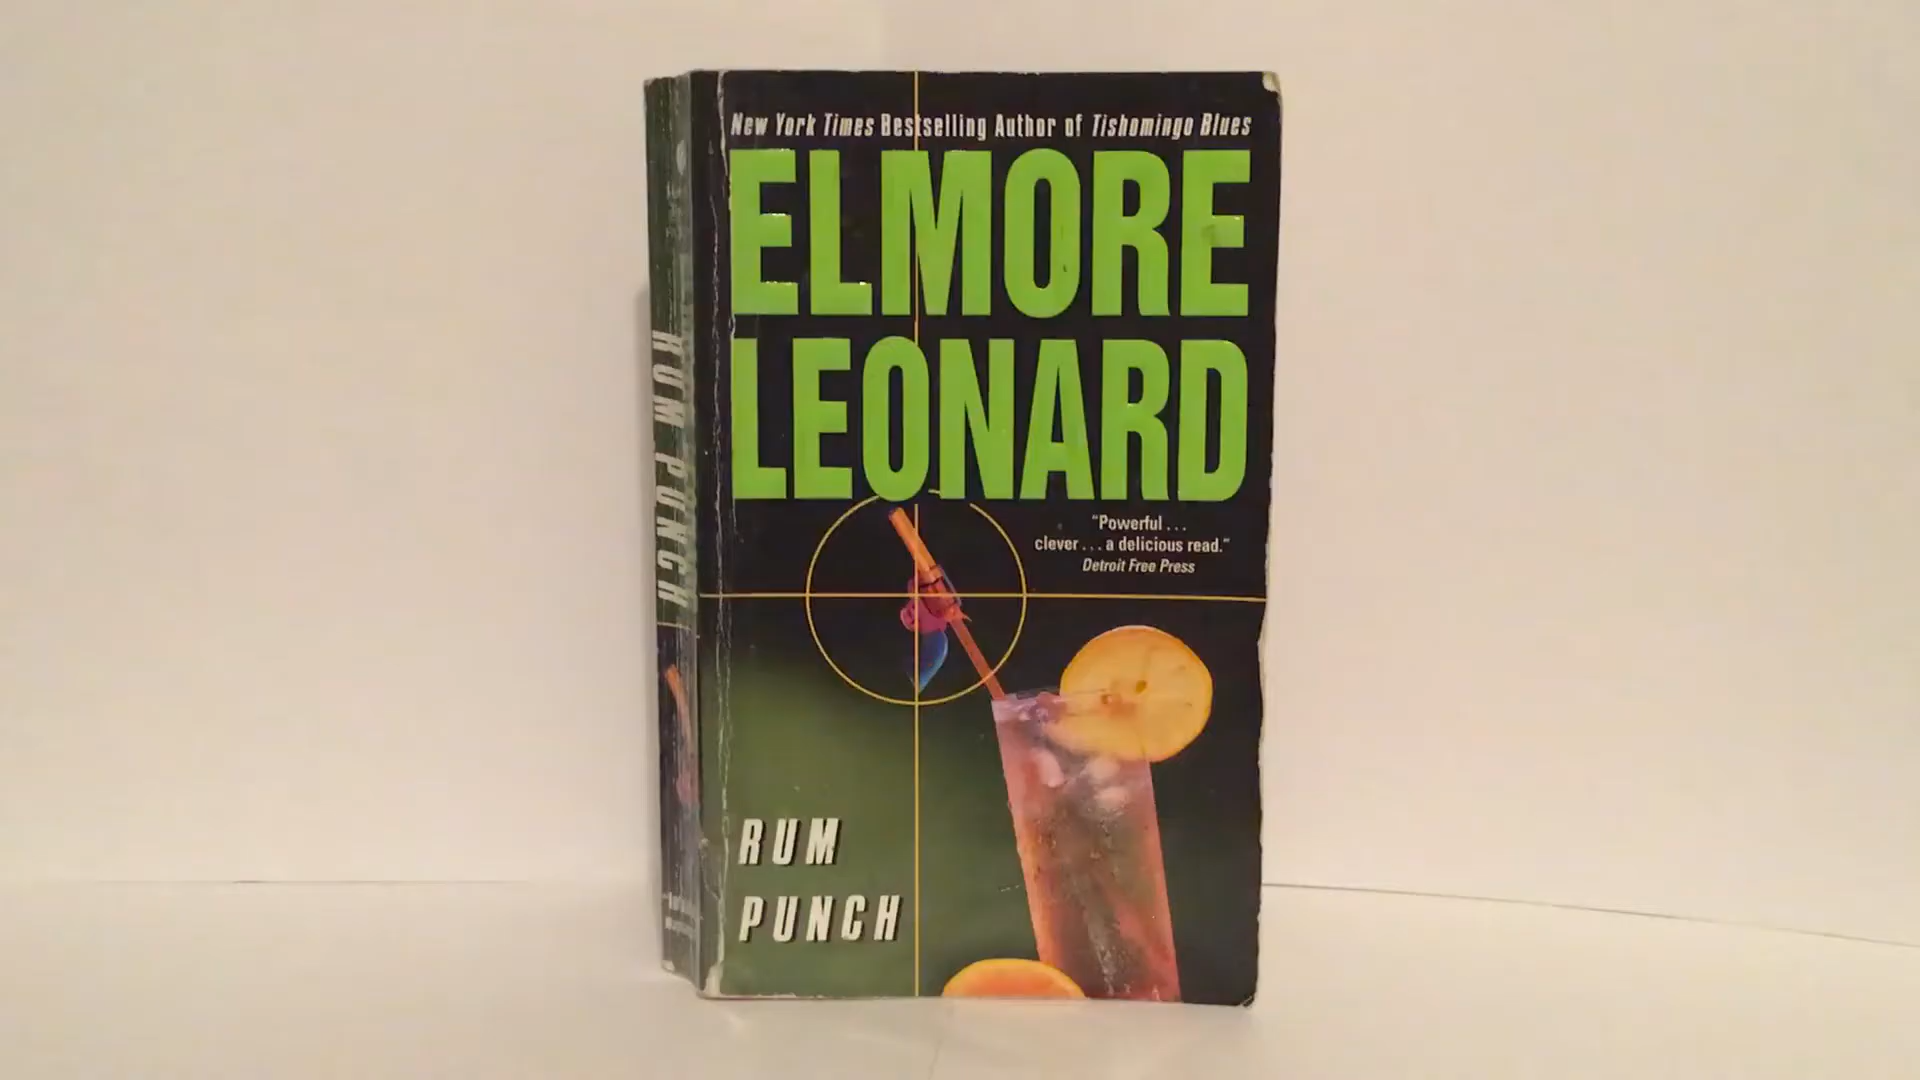 New York Times Bestselling Author of Tishomingo Blues
ELMORE
LEONARD
"Powerful...
clever...a delicious read."
Detroit Free Press
RUM
PUNCH
RUM PUNCH